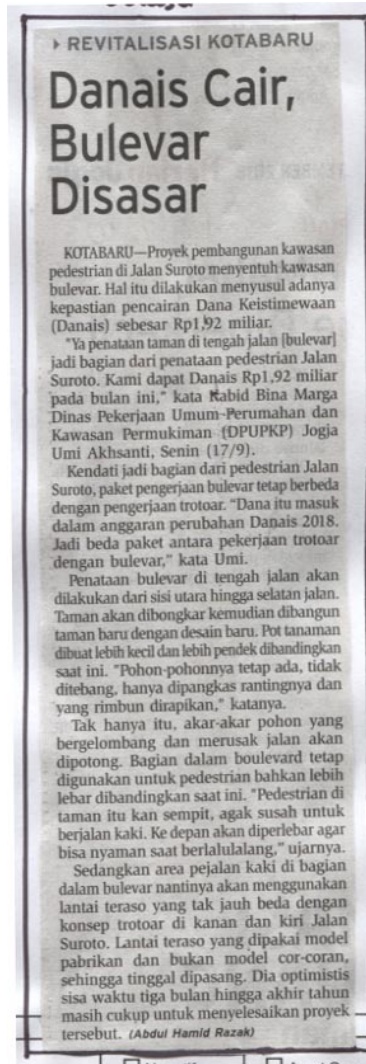 ▸ REVITALISASI KOTABARU
Danais Cair,
Bulevar
Disasar
KOTABARU—Proyek pembangunan kawasan
pedestrian di Jalan Suroto menyentuh kawasan
bulevar. Hal itu dilakukan menyusul adanya
kepastian pencairan Dana Keistimewaan
(Danais) sebesar Rp1,92 miliar.
"Ya penataan taman di tengah jalan [bulevar]
jadi bagian dari penataan pedestrian Jalan
Suroto. Kami dapat Danais Rp1,92 miliar
pada bulan ini," kata Kabid Bina Marga
Dinas Pekerjaan Umum-Perumahan dan
Kawasan Permukiman (DPUPKP) Jogja
Umi Akhsanti, Senin (17/9).
Kendati jadi bagian dari pedestrian Jalan
Suroto, paket pengerjaan bulevar tetap berbeda
dengan pengerjaan trotoar. "Dana itu masuk
dalam anggaran perubahan Danais 2018.
Jadi beda paket antara pekerjaan trotoar
dengan bulevar," kata Umi.
Penataan bulevar di tengah jalan akan
dilakukan dari sisi utara hingga selatan jalan.
Taman akan dibongkar kemudian dibangun
taman baru dengan desain baru. Pot tanaman
dibuat lebih kecil dan lebih pendek dibandingkan
saat ini. "Pohon-pohonnya tetap ada, tidak
ditebang, hanya dipangkas rantingnya dan
yang rimbun dirapikan," katanya.
Tak hanya itu, akar-akar pohon yang
bergelombang dan merusak jalan akan
dipotong. Bagian dalam boulevard tetap
digunakan untuk pedestrian bahkan lebih
lebar dibandingkan saat ini. "Pedestrian di
taman itu kan sempit, agak susah untuk
berjalan kaki. Ke depan akan diperlebar agar
bisa nyaman saat berlalulalang," ujarnya.
Sedangkan area pejalan kaki di bagian
dalam bulevar nantinya akan menggunakan
lantai teraso yang tak jauh beda dengan
konsep trotoar di kanan dan kiri Jalan
Suroto. Lantai teraso yang dipakai model
pabrikan dan bukan model cor-coran,
sehingga tinggal dipasang. Dia optimistis
sisa waktu tiga bulan hingga akhir tahun
masih cukup untuk menyelesaikan proyek
tersebut. (Abdul Hamid Razak)